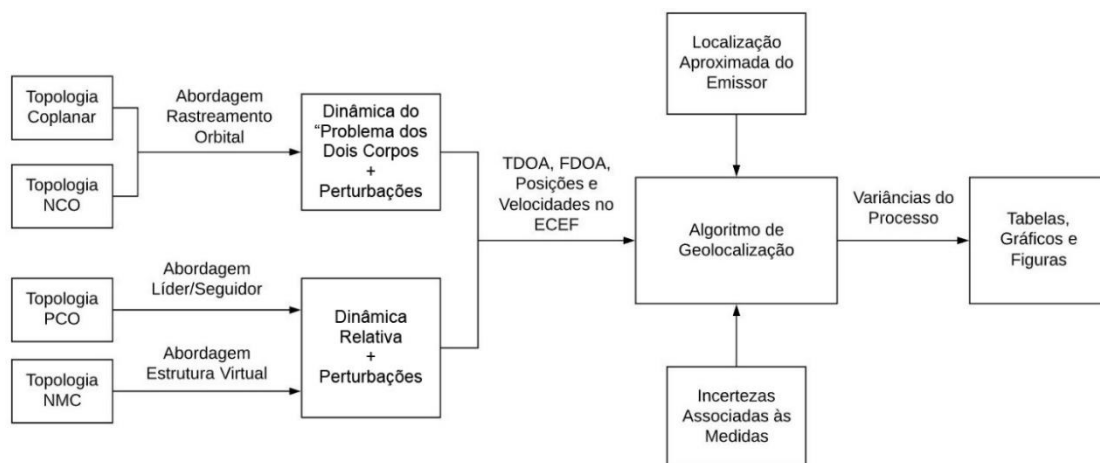 Localização
Aproximada do
Emissor
Topologia
Coplanar
Abordagem
Rastreamento
Orbital
Dinâmica do
“Problema dos
Dois Corpos
+
Perturbações
Topologia
NCO
TDOA, FDOA,
Posições e
Velocidades no
ECEF
Algoritmo de
Geolocalização
Variâncias do
Processo
Tabelas,
Gráficos e
Figuras
Topologia
PCO
Abordagem
Líder/Seguidor
Dinâmica
Relativa
+
Perturbações
Topologia
NMC
Abordagem
Estrutura Virtual
Incertezas
Associadas às
Medidas